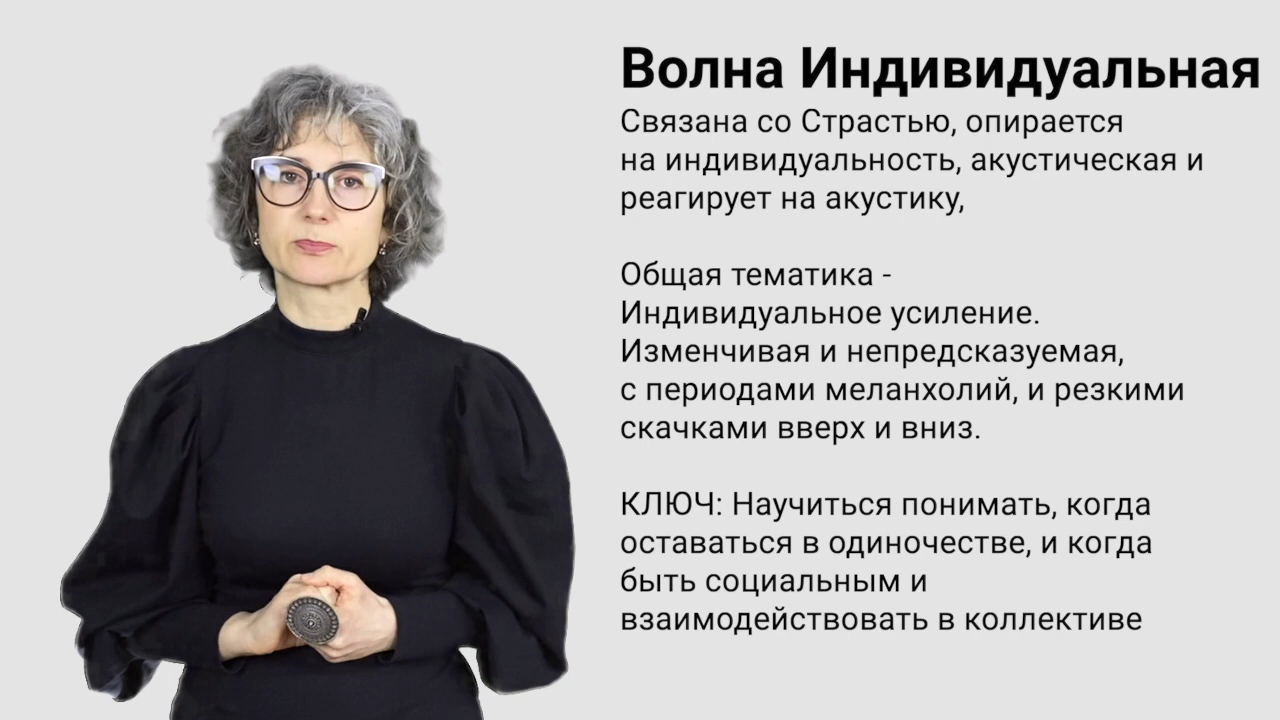 Волна Индивидуальная
Связана со Страстью, опирается
на индивидуальность, акустическая и
реагирует на акустику,
Общая тематика -
Индивидуальное усиление.
Изменчивая и непредсказуемая,
с периодами меланхолий, и резкими
скачками вверх и вниз.
КЛЮЧ: Научиться понимать, когда
оставаться в одиночестве, и когда
быть социальным и
взаимодействовать в коллективе